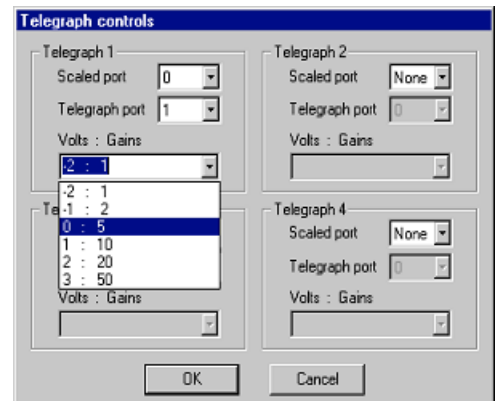 Telegraph controls
Telegraph 1
Scaled port 0
Telegraph port 1
Volts : Gains
-2 : 1
-2 : 1
-1 : 2
0 : 5
1 : 10
2 : 20
3 : 50
Te
Volts : Gains
Telegraph 2
Scaled port None
Telegraph port 0
Volts : Gains
Telegraph 4
Scaled port None
Telegraph port 0
Volts : Gains
OK
Cancel